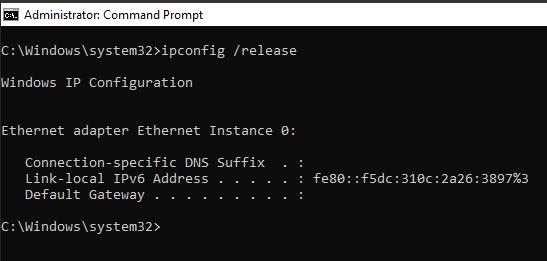 Administrator: Command Prompt
C:\Windows\system32>ipconfig /release
Windows IP Configuration
Ethernet adapter Ethernet Instance 0:
   Connection-specific DNS Suffix  . :
   Link-local IPv6 Address . . . . . : fe80::f5dc:310c:2a26:3897%3
   Default Gateway . . . . . . . . . :
C:\Windows\system32>